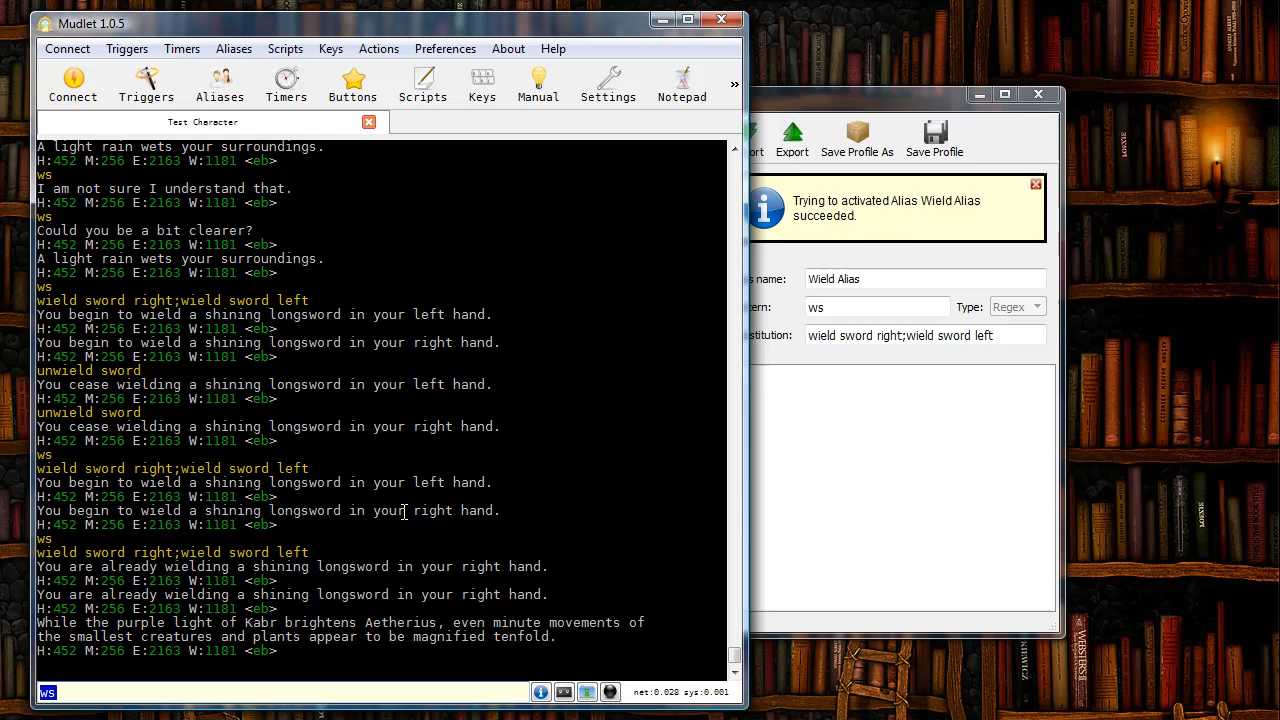 Mudlet 1.0.5
Connect Triggers Timers Aliases Scripts Keys Actions Preferences About Help
Connect Triggers Aliases Timers Buttons Scripts Keys Manual Settings Notepad »
Test Character
A light rain wets your surroundings.
H:452 M:256 E:2163 W:1181 <eb>
ws
I am not sure I understand that.
H:452 M:256 E:2163 W:1181 <eb>
ws
Could you be a bit clearer?
H:452 M:256 E:2163 W:1181 <eb>
A light rain wets your surroundings.
H:452 M:256 E:2163 W:1181 <eb>
ws
wield sword right;wield sword left
You begin to wield a shining longsword in your left hand.
H:452 M:256 E:2163 W:1181 <eb>
You begin to wield a shining longsword in your right hand.
H:452 M:256 E:2163 W:1181 <eb>
unwield sword
You cease wielding a shining longsword in your left hand.
H:452 M:256 E:2163 W:1181 <eb>
unwield sword
You cease wielding a shining longsword in your right hand.
H:452 M:256 E:2163 W:1181 <eb>
ws
wield sword right;wield sword left
You begin to wield a shining longsword in your left hand.
H:452 M:256 E:2163 W:1181 <eb>
You begin to wield a shining longsword in your right hand.
H:452 M:256 E:2163 W:1181 <eb>
ws
wield sword right;wield sword left
You are already wielding a shining longsword in your right hand.
H:452 M:256 E:2163 W:1181 <eb>
You are already wielding a shining longsword in your right hand.
H:452 M:256 E:2163 W:1181 <eb>
While the purple light of Kabr brightens Aetherius, even minute movements of
the smallest creatures and plants appear to be magnified tenfold.
H:452 M:256 E:2163 W:1181 <eb>
ws
net:0.028 sys:0.001
ort Export Save Profile As Save Profile
Trying to activated Alias Wield Alias
succeeded.
s name: Wield Alias
ern: ws Type: Regex
stitution: wield sword right;wield sword left